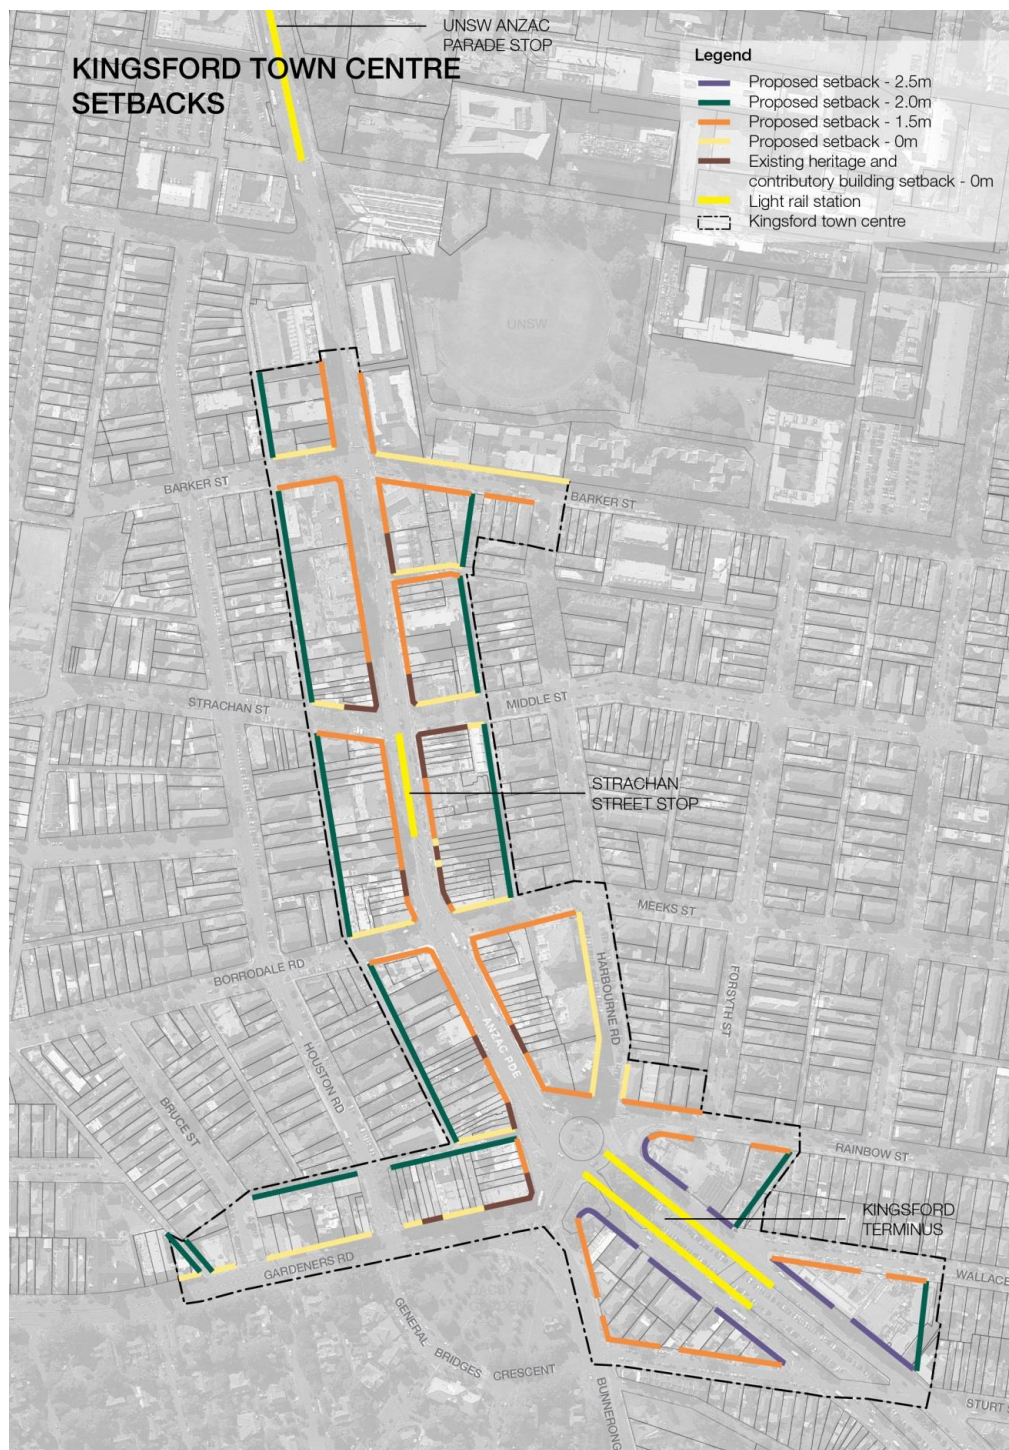 UNSW ANZAC
PARADE STOP
KINGSFORD TOWN CENTRE
SETBACKS
Legend
Proposed setback - 2.5m
Proposed setback - 2.0m
Proposed setback - 1.5m
Proposed setback - 0m
Existing heritage and
contributory building setback - 0m
Light rail station
Kingsford town centre
UNSW
BARKER ST
BARKER ST
STRACHAN ST
MIDDLE ST
STRACHAN
STREET STOP
MEEKS ST
BORRODALE RD
HARBOURNE RD
FORSYTH ST
ANZAC PDE
HOUSTON RD
BRUCE ST
RAINBOW ST
KINGSFORD
TERMINUS
GARDENERS RD
WALLACE
GENERAL BRIDGES CRESCENT
BUNNERONG
STURT S